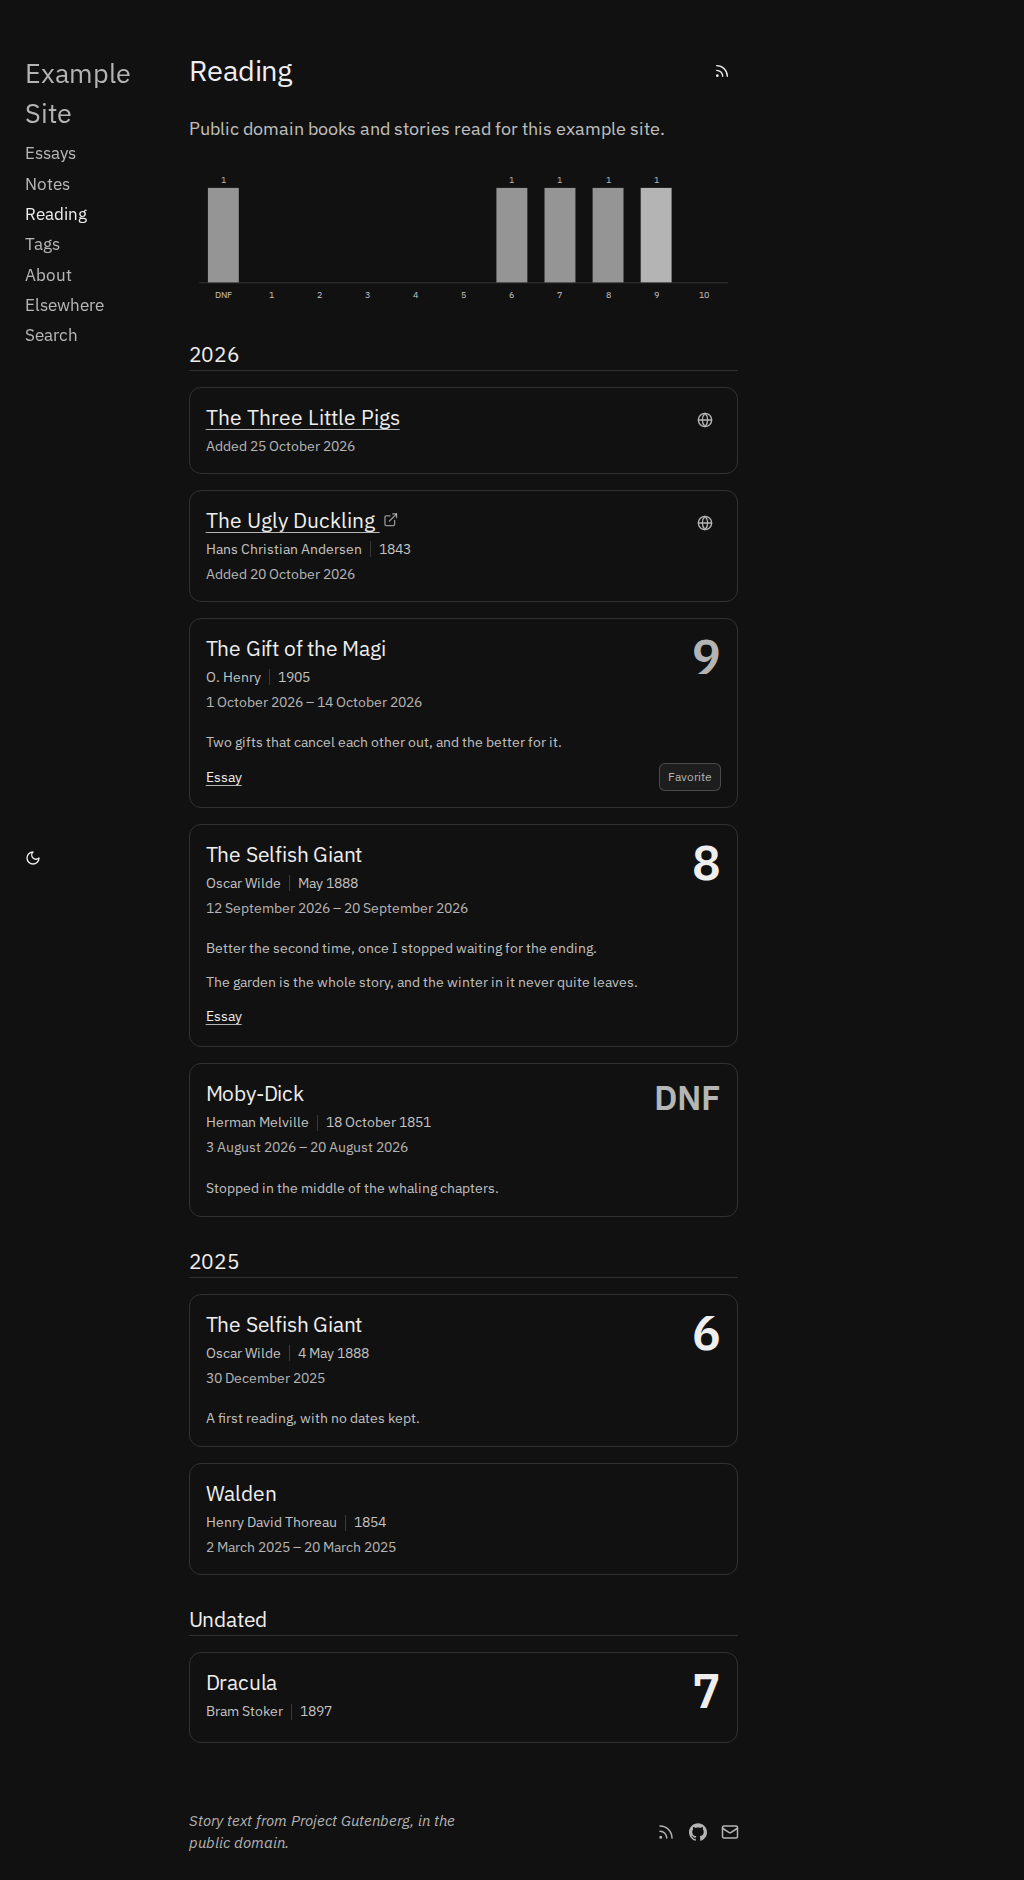 Example
Site
Essays
Notes
Reading
Tags
About
Elsewhere
Search
Reading
Public domain books and stories read for this example site.
1 1 1 1 1
DNF 1 2 3 4 5 6 7 8 9 10
2026
The Three Little Pigs
Added 25 October 2026
The Ugly Duckling
Hans Christian Andersen | 1843
Added 20 October 2026
The Gift of the Magi
9
O. Henry | 1905
1 October 2026 – 14 October 2026
Two gifts that cancel each other out, and the better for it.
Essay
Favorite
The Selfish Giant
8
Oscar Wilde | May 1888
12 September 2026 – 20 September 2026
Better the second time, once I stopped waiting for the ending.
The garden is the whole story, and the winter in it never quite leaves.
Essay
Moby-Dick
DNF
Herman Melville | 18 October 1851
3 August 2026 – 20 August 2026
Stopped in the middle of the whaling chapters.
2025
The Selfish Giant
6
Oscar Wilde | 4 May 1888
30 December 2025
A first reading, with no dates kept.
Walden
Henry David Thoreau | 1854
2 March 2025 – 20 March 2025
Undated
Dracula
7
Bram Stoker | 1897
Story text from Project Gutenberg, in the
public domain.